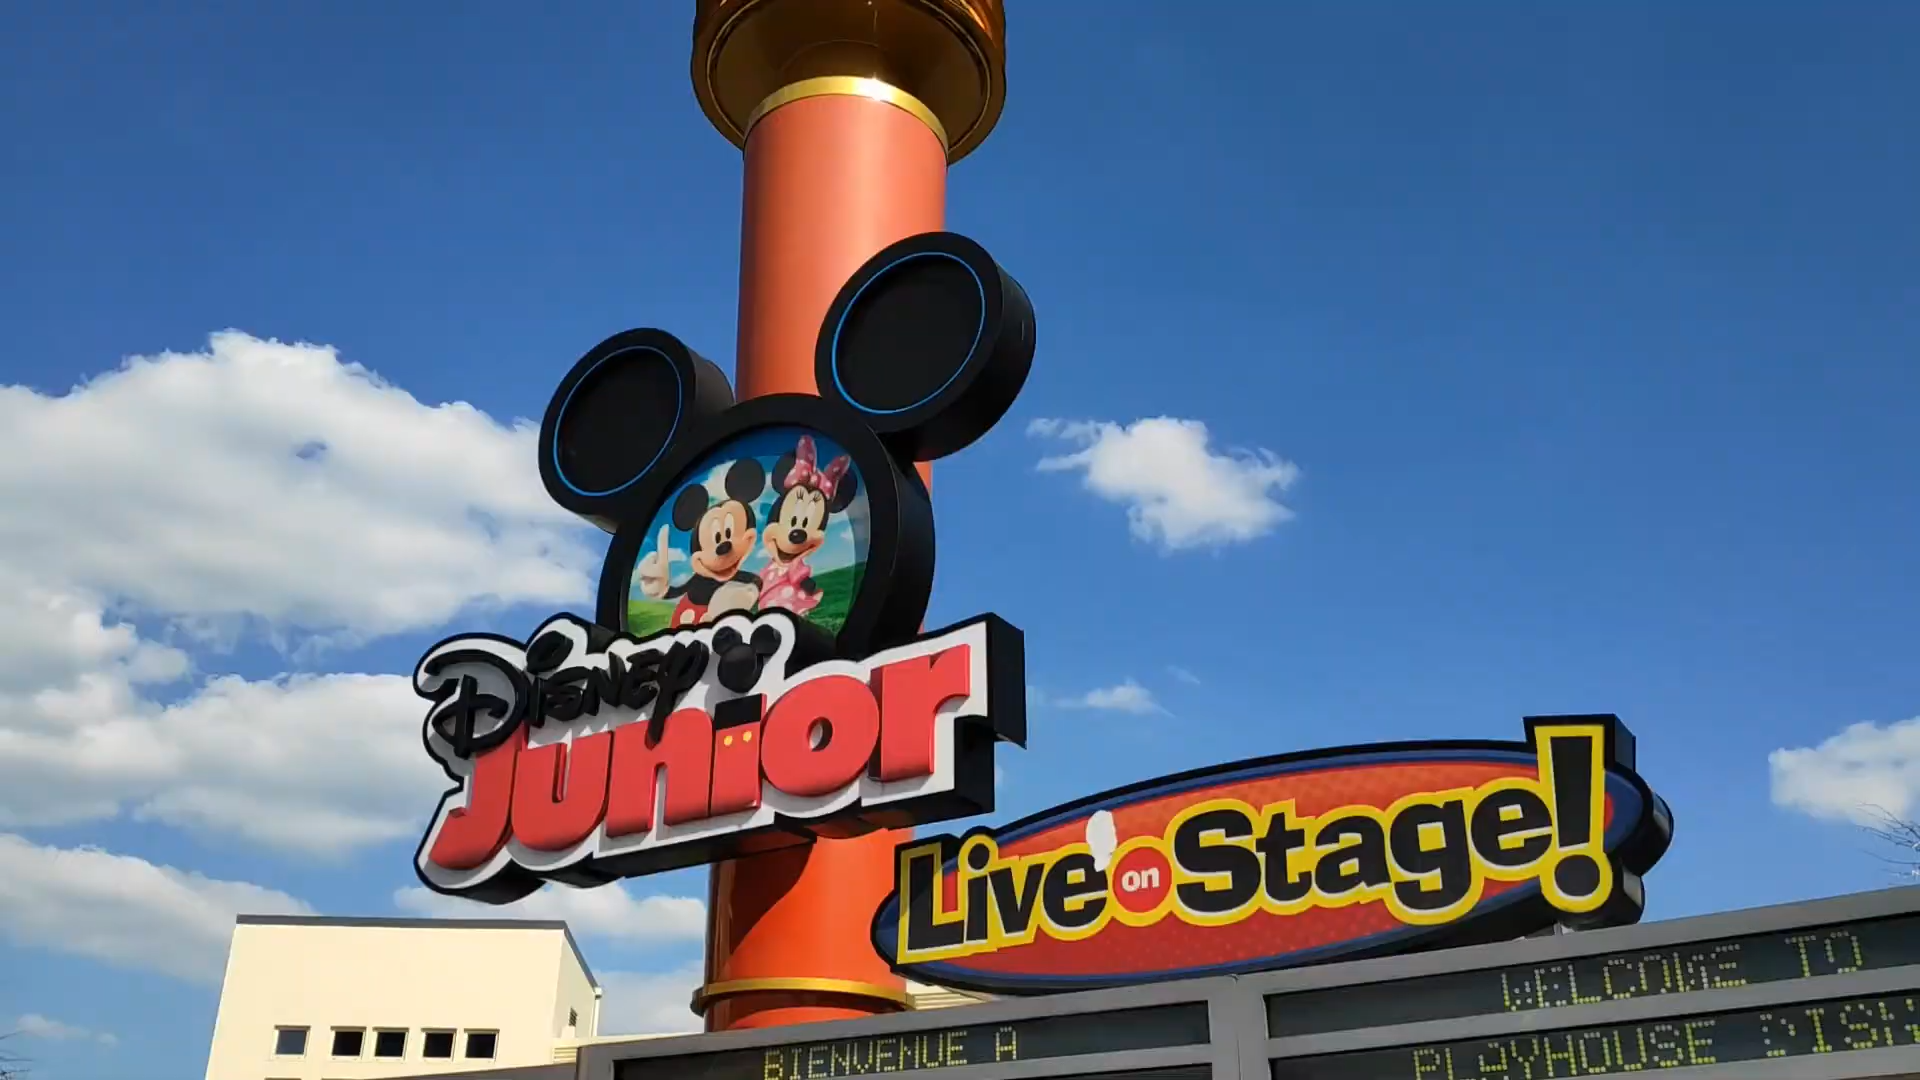 Disney
Junior
Live on Stage!
WELCOME TO
BIENVENUE A
PLAYHOUSE